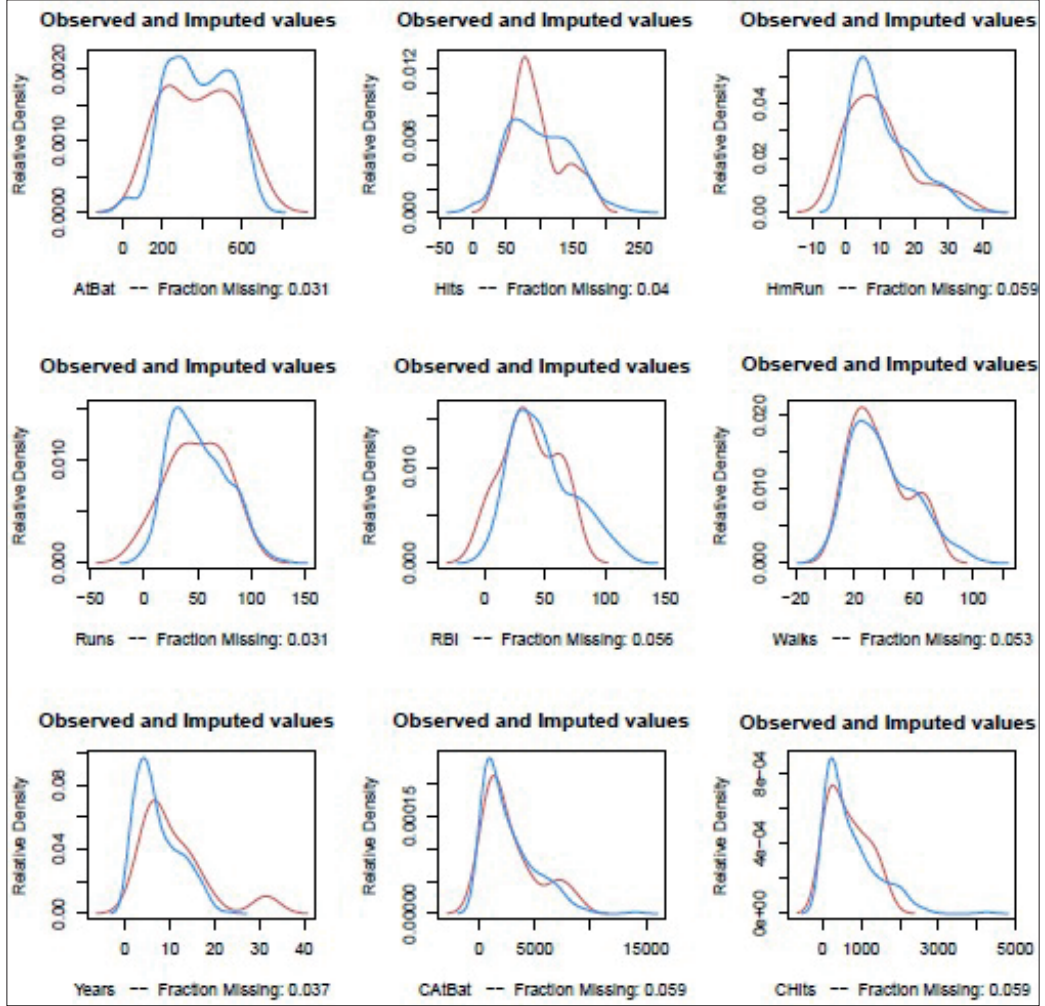 Observed and Imputed values
Relative Density
0.0000 0.0010 0.0020
0 200 600
AtBat -- Fraction Missing: 0.031
Observed and Imputed values
Relative Density
0.000 0.006 0.012
−50 0 50 150 250
Hits -- Fraction Missing: 0.04
Observed and Imputed values
Relative Density
0.00 0.02 0.04
−10 0 10 20 30 40
HmRun -- Fraction Missing: 0.059
Observed and Imputed values
Relative Density
0.000 0.010
−50 0 50 100 150
Runs -- Fraction Missing: 0.031
Observed and Imputed values
Relative Density
0.000 0.010
0 50 100 150
RBI -- Fraction Missing: 0.056
Observed and Imputed values
Relative Density
0.000 0.010 0.020
−20 20 60 100
Walks -- Fraction Missing: 0.053
Observed and Imputed values
Relative Density
0.00 0.04 0.08
0 10 20 30 40
Years -- Fraction Missing: 0.037
Observed and Imputed values
Relative Density
0.00000 0.00015
0 5000 15000
CAtBat -- Fraction Missing: 0.059
Observed and Imputed values
Relative Density
0e+00 4e−04 8e−04
0 1000 3000 5000
CHits -- Fraction Missing: 0.059